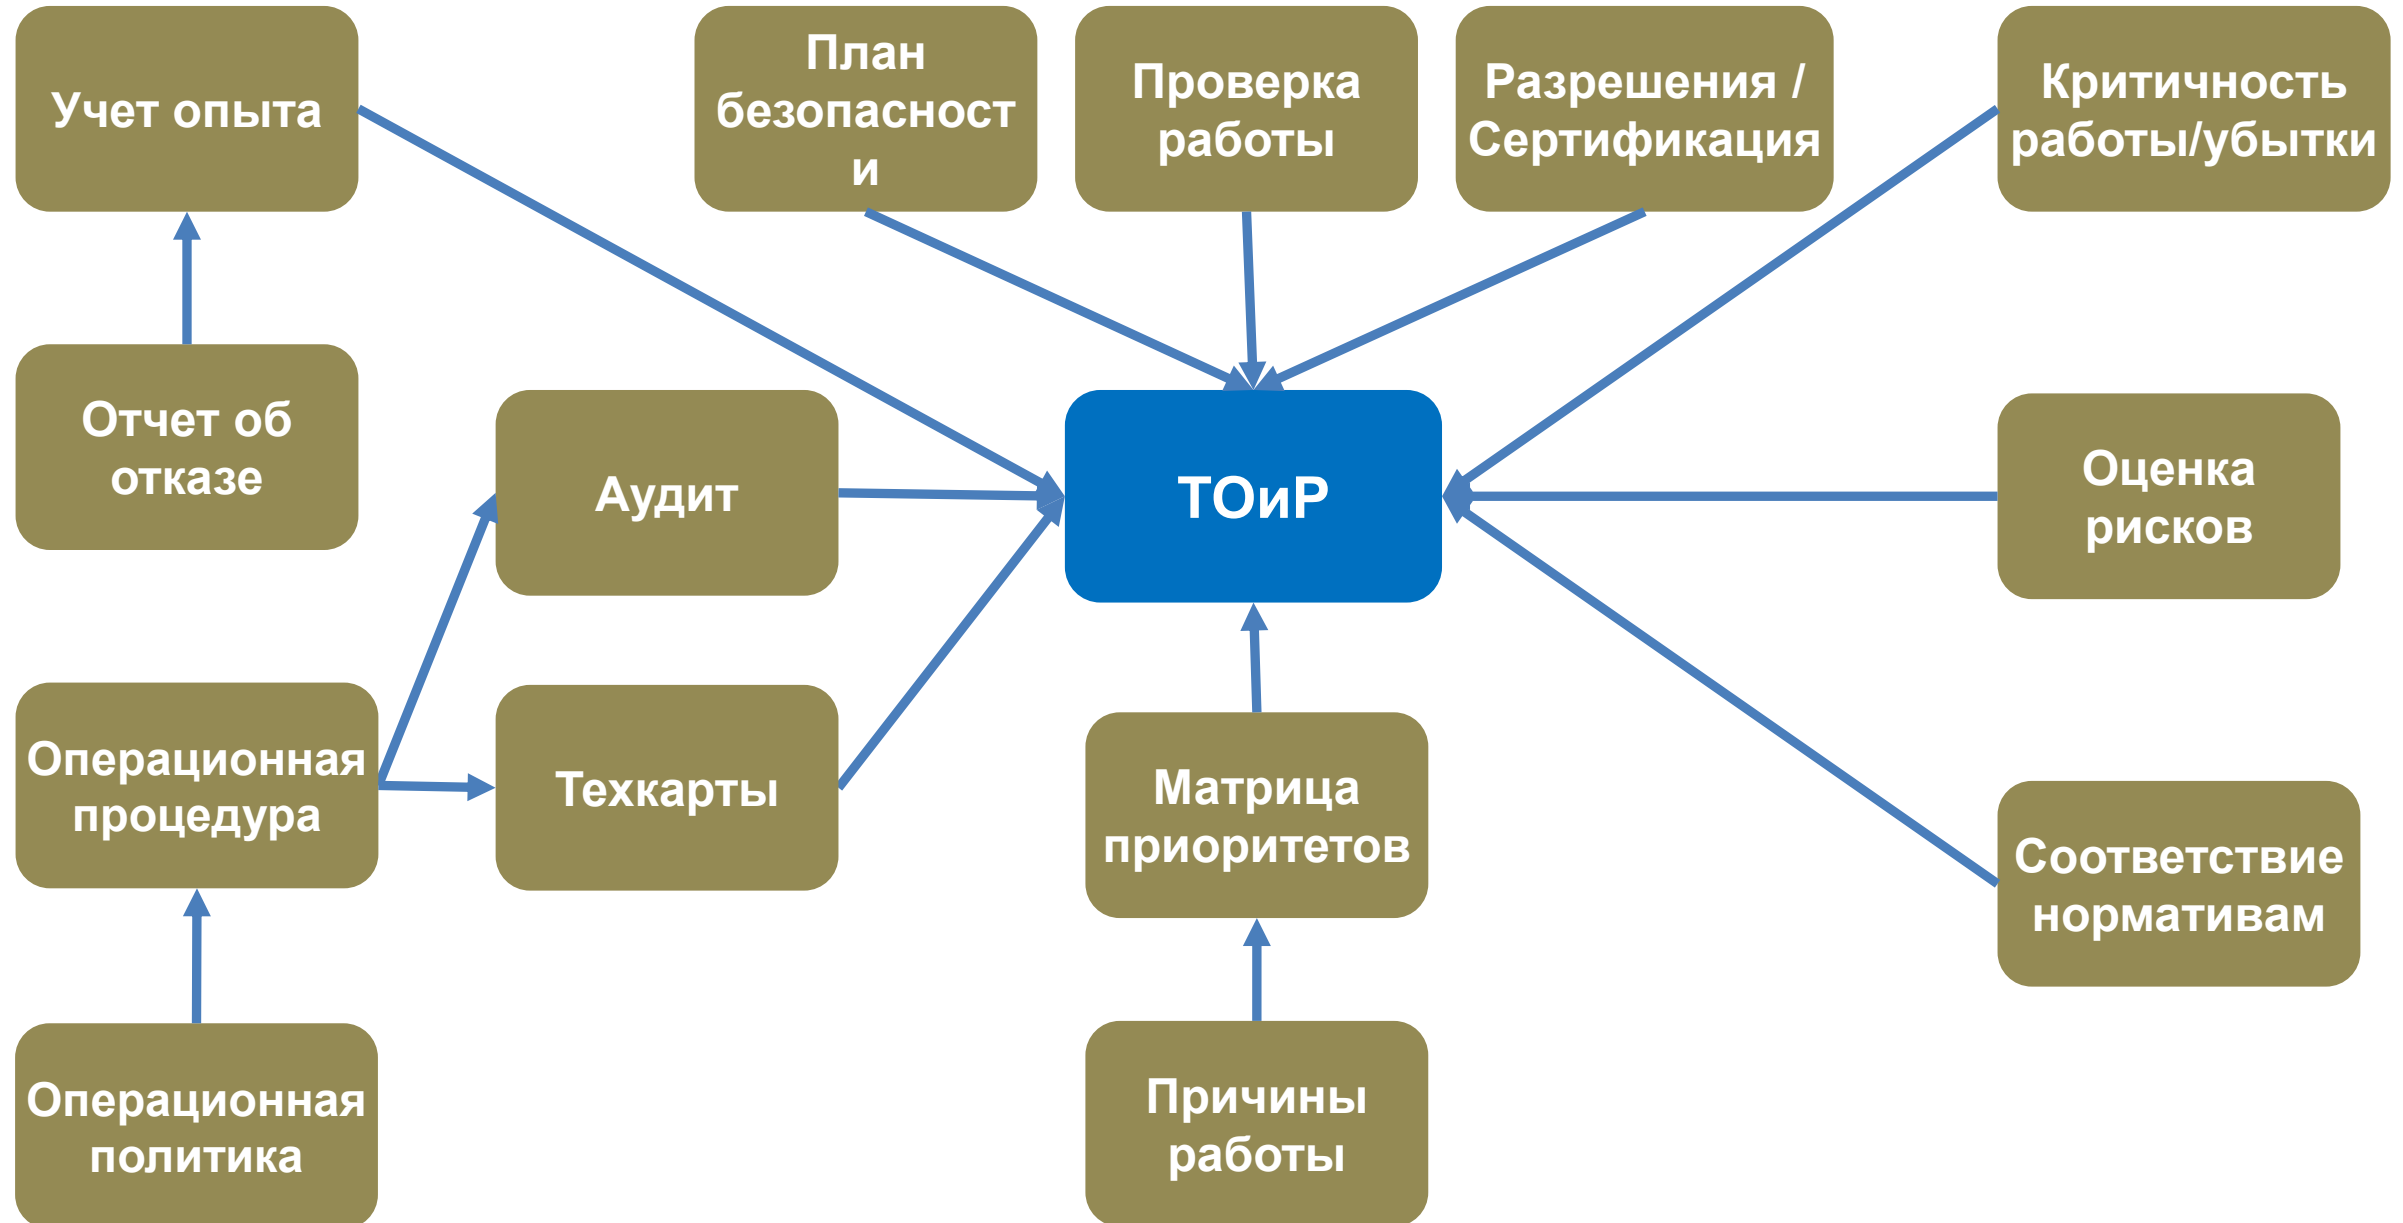 Учет опыта
План
безопасност
и
Проверка
работы
Разрешения /
Сертификация
Критичность
работы/убытки
Отчет об
отказе
Аудит
ТОиР
Оценка
рисков
Операционная
процедура
Техкарты
Матрица
приоритетов
Соответствие
нормативам
Операционная
политика
Причины
работы